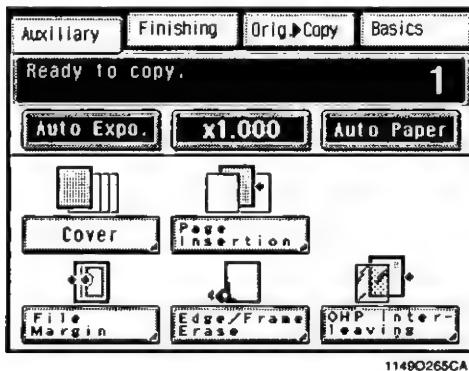 Auxiliary Finishing Orig.▶Copy Basics
Ready to copy. 1
Auto Expo. x1.000 Auto Paper
Cover
Page
Insertion
File
Margin
Edge/Frame
Erase
OHP Inter-
leaving
1149O265CA